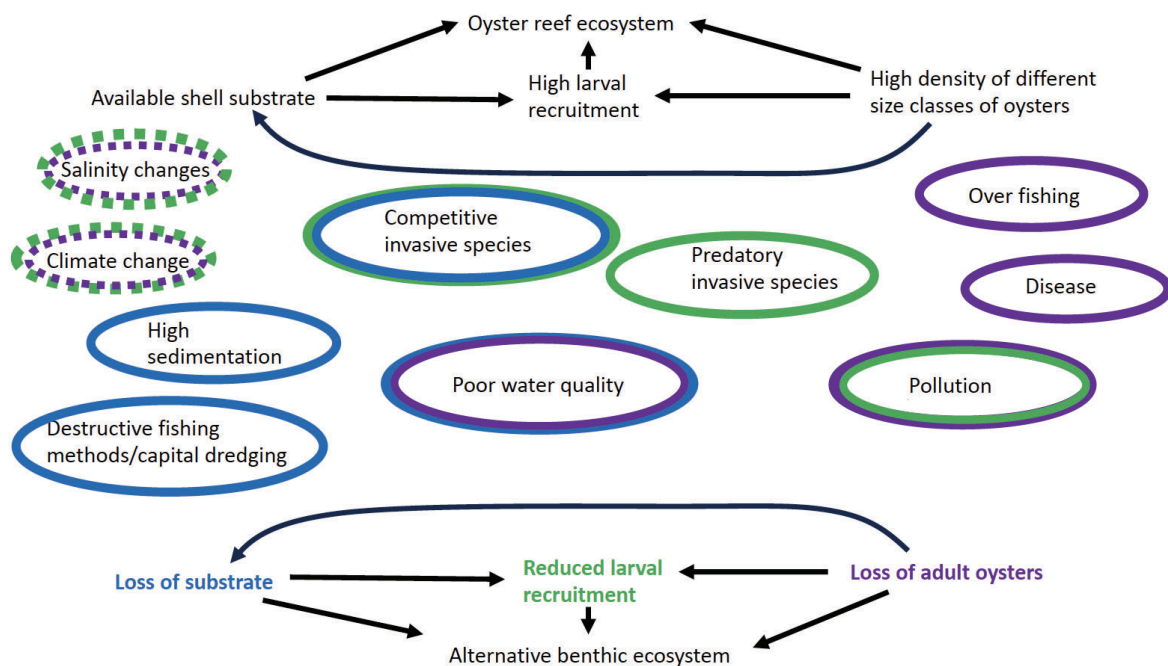 Oyster reef ecosystem
Available shell substrate
High larval
recruitment
High density of different
size classes of oysters
Salinity changes
Climate change
Competitive
invasive species
Predatory
invasive species
Over fishing
Disease
High
sedimentation
Poor water quality
Pollution
Destructive fishing
methods/capital dredging
Loss of substrate
Reduced larval
recruitment
Loss of adult oysters
Alternative benthic ecosystem